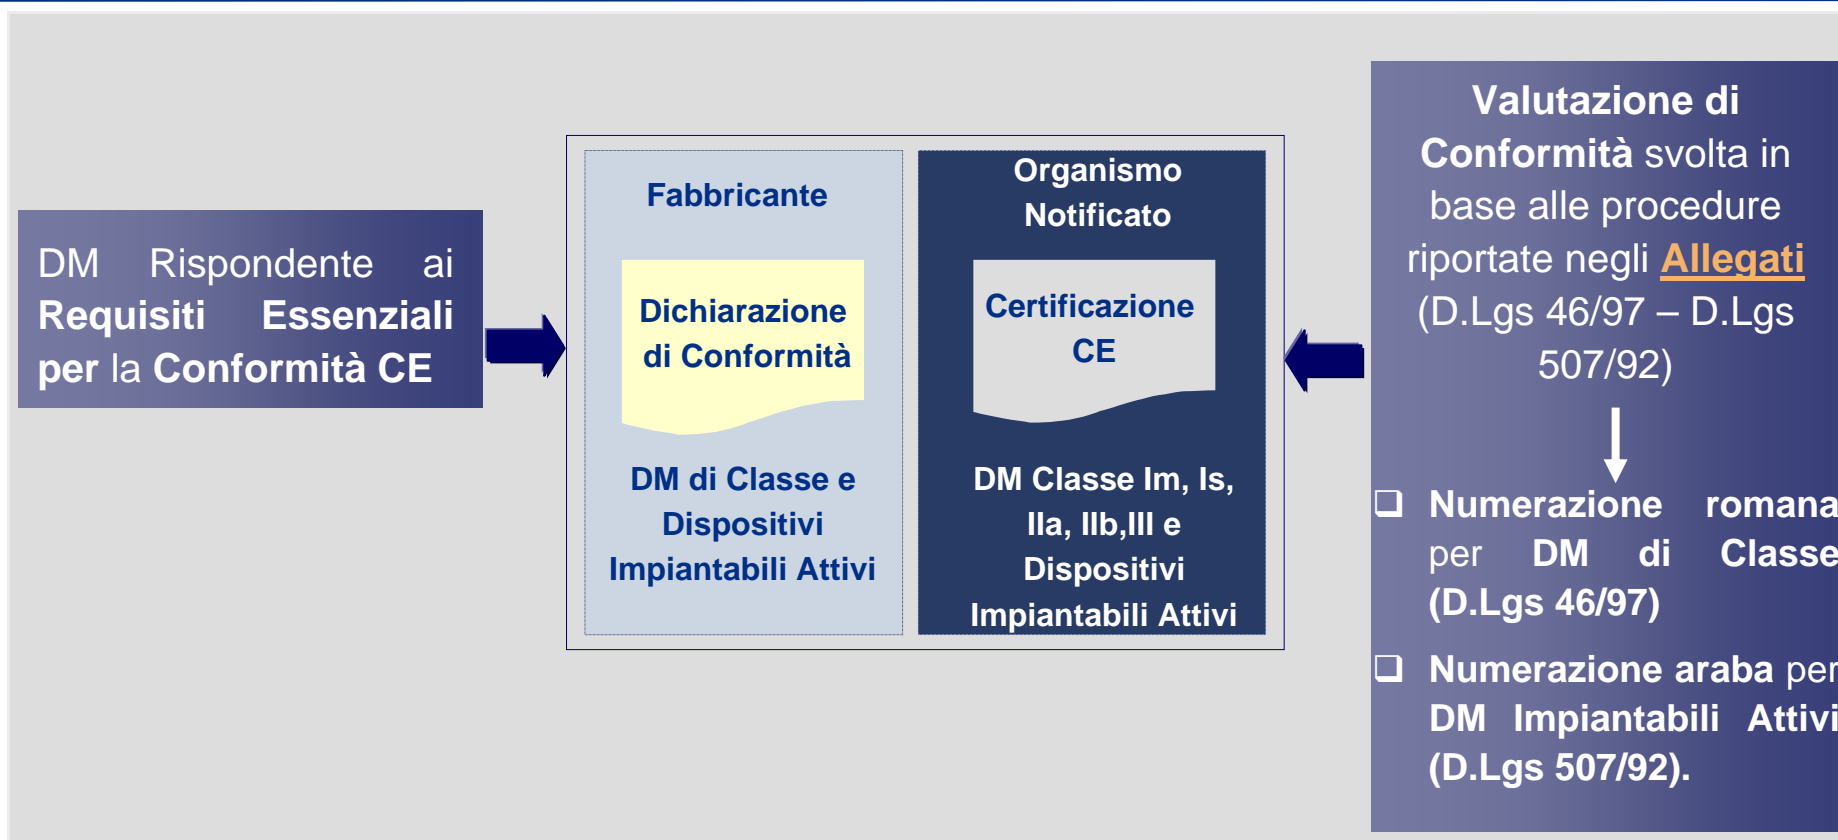 DM Rispondente ai
Requisiti Essenziali
per la Conformità CE
Fabbricante
Dichiarazione
di Conformità
DM di Classe e
Dispositivi
Impiantabili Attivi
Organismo
Notificato
Certificazione
CE
DM Classe Im, Is,
IIa, IIb,III e
Dispositivi
Impiantabili Attivi
Valutazione di
Conformità svolta in
base alle procedure
riportate negli Allegati
(D.Lgs 46/97 – D.Lgs
507/92)
❑ Numerazione romana
per DM di Classe
(D.Lgs 46/97)
❑ Numerazione araba per
DM Impiantabili Attivi
(D.Lgs 507/92).